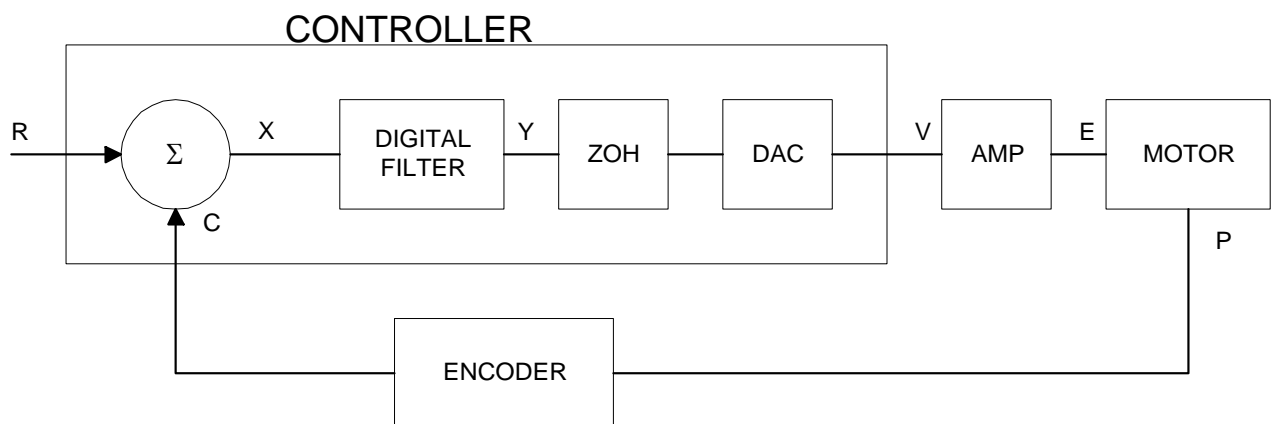 CONTROLLER
R
Σ
X
DIGITAL
FILTER
Y
ZOH
DAC
V
AMP
E
MOTOR
C
P
ENCODER